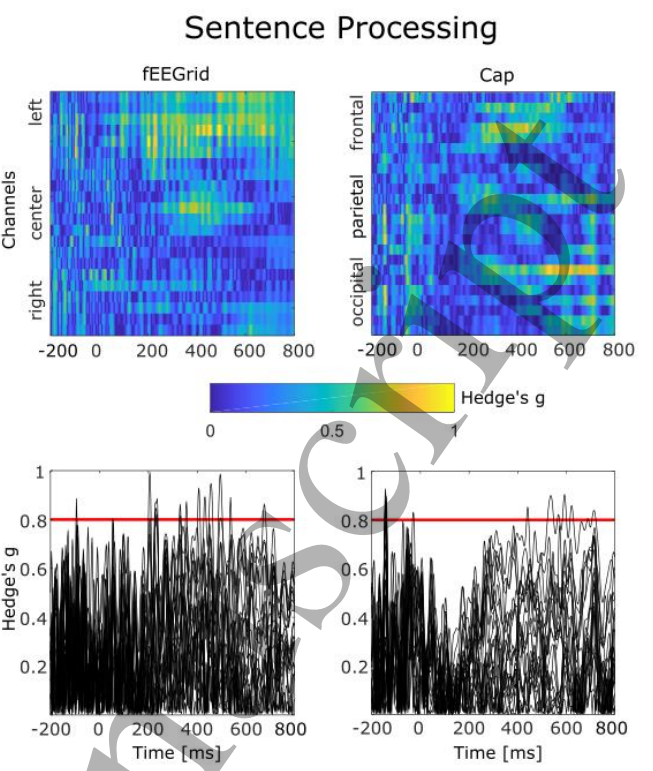 Sentence Processing
fEEGrid
Cap
Channels
left
center
right
frontal
parietal
occipital
-200 0 200 400 600 800
-200 0 200 400 600 800
Hedge's g
0 0.5 1
1
0.8
0.6
0.4
0.2
Hedge's g
1
0.8
0.6
0.4
0.2
-200 0 200 400 600 800
-200 0 200 400 600 800
Time [ms]
Time [ms]
nuscript